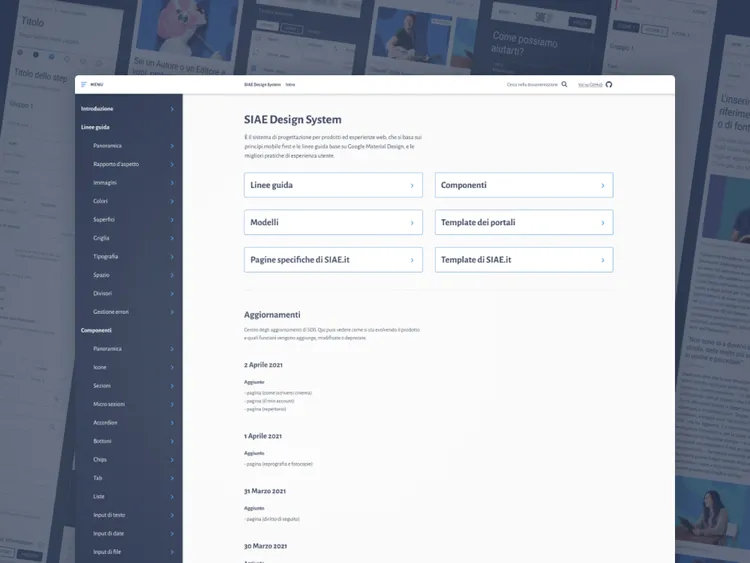 MENU
SIAE Design System
Intro
Cerca nella documentazione
Vai su GitHub
Introduzione
Linee guida
Panoramica
Rapporto d'aspetto
Immagini
Colori
Superfici
Griglia
Tipografia
Spazio
Divisori
Gestione errori
Componenti
Panoramica
Icone
Sezioni
Micro sezioni
Accordion
Bottoni
Chips
Tab
Liste
Input di testo
Input di date
Input di file
SIAE Design System
È il sistema di progettazione per prodotti ed esperienze web, che si basa sui
principi mobile first e le linee guida base su Google Material Design, e le
migliori pratiche di esperienza utente.
Linee guida
Componenti
Modelli
Template dei portali
Pagine specifiche di SIAE.it
Template di SIAE.it
Aggiornamenti
Centro degli aggiornamenti di SDS. Qui puoi vedere come si sta evolvendo il prodotto
e quali funzioni vengono aggiunge, modificate o deprecate.
2 Aprile 2021
Aggiunto
- pagina (come scriversi cinema)
- pagina (il mio account)
- pagina (repertorio)
1 Aprile 2021
Aggiunto
- pagina (reprografia e fotocopie)
31 Marzo 2021
Aggiunto
- pagina (diritto di seguito)
30 Marzo 2021
Titolo
Titolo dello step
Sei un Autore o un Editore
Come possiamo
aiutarti?